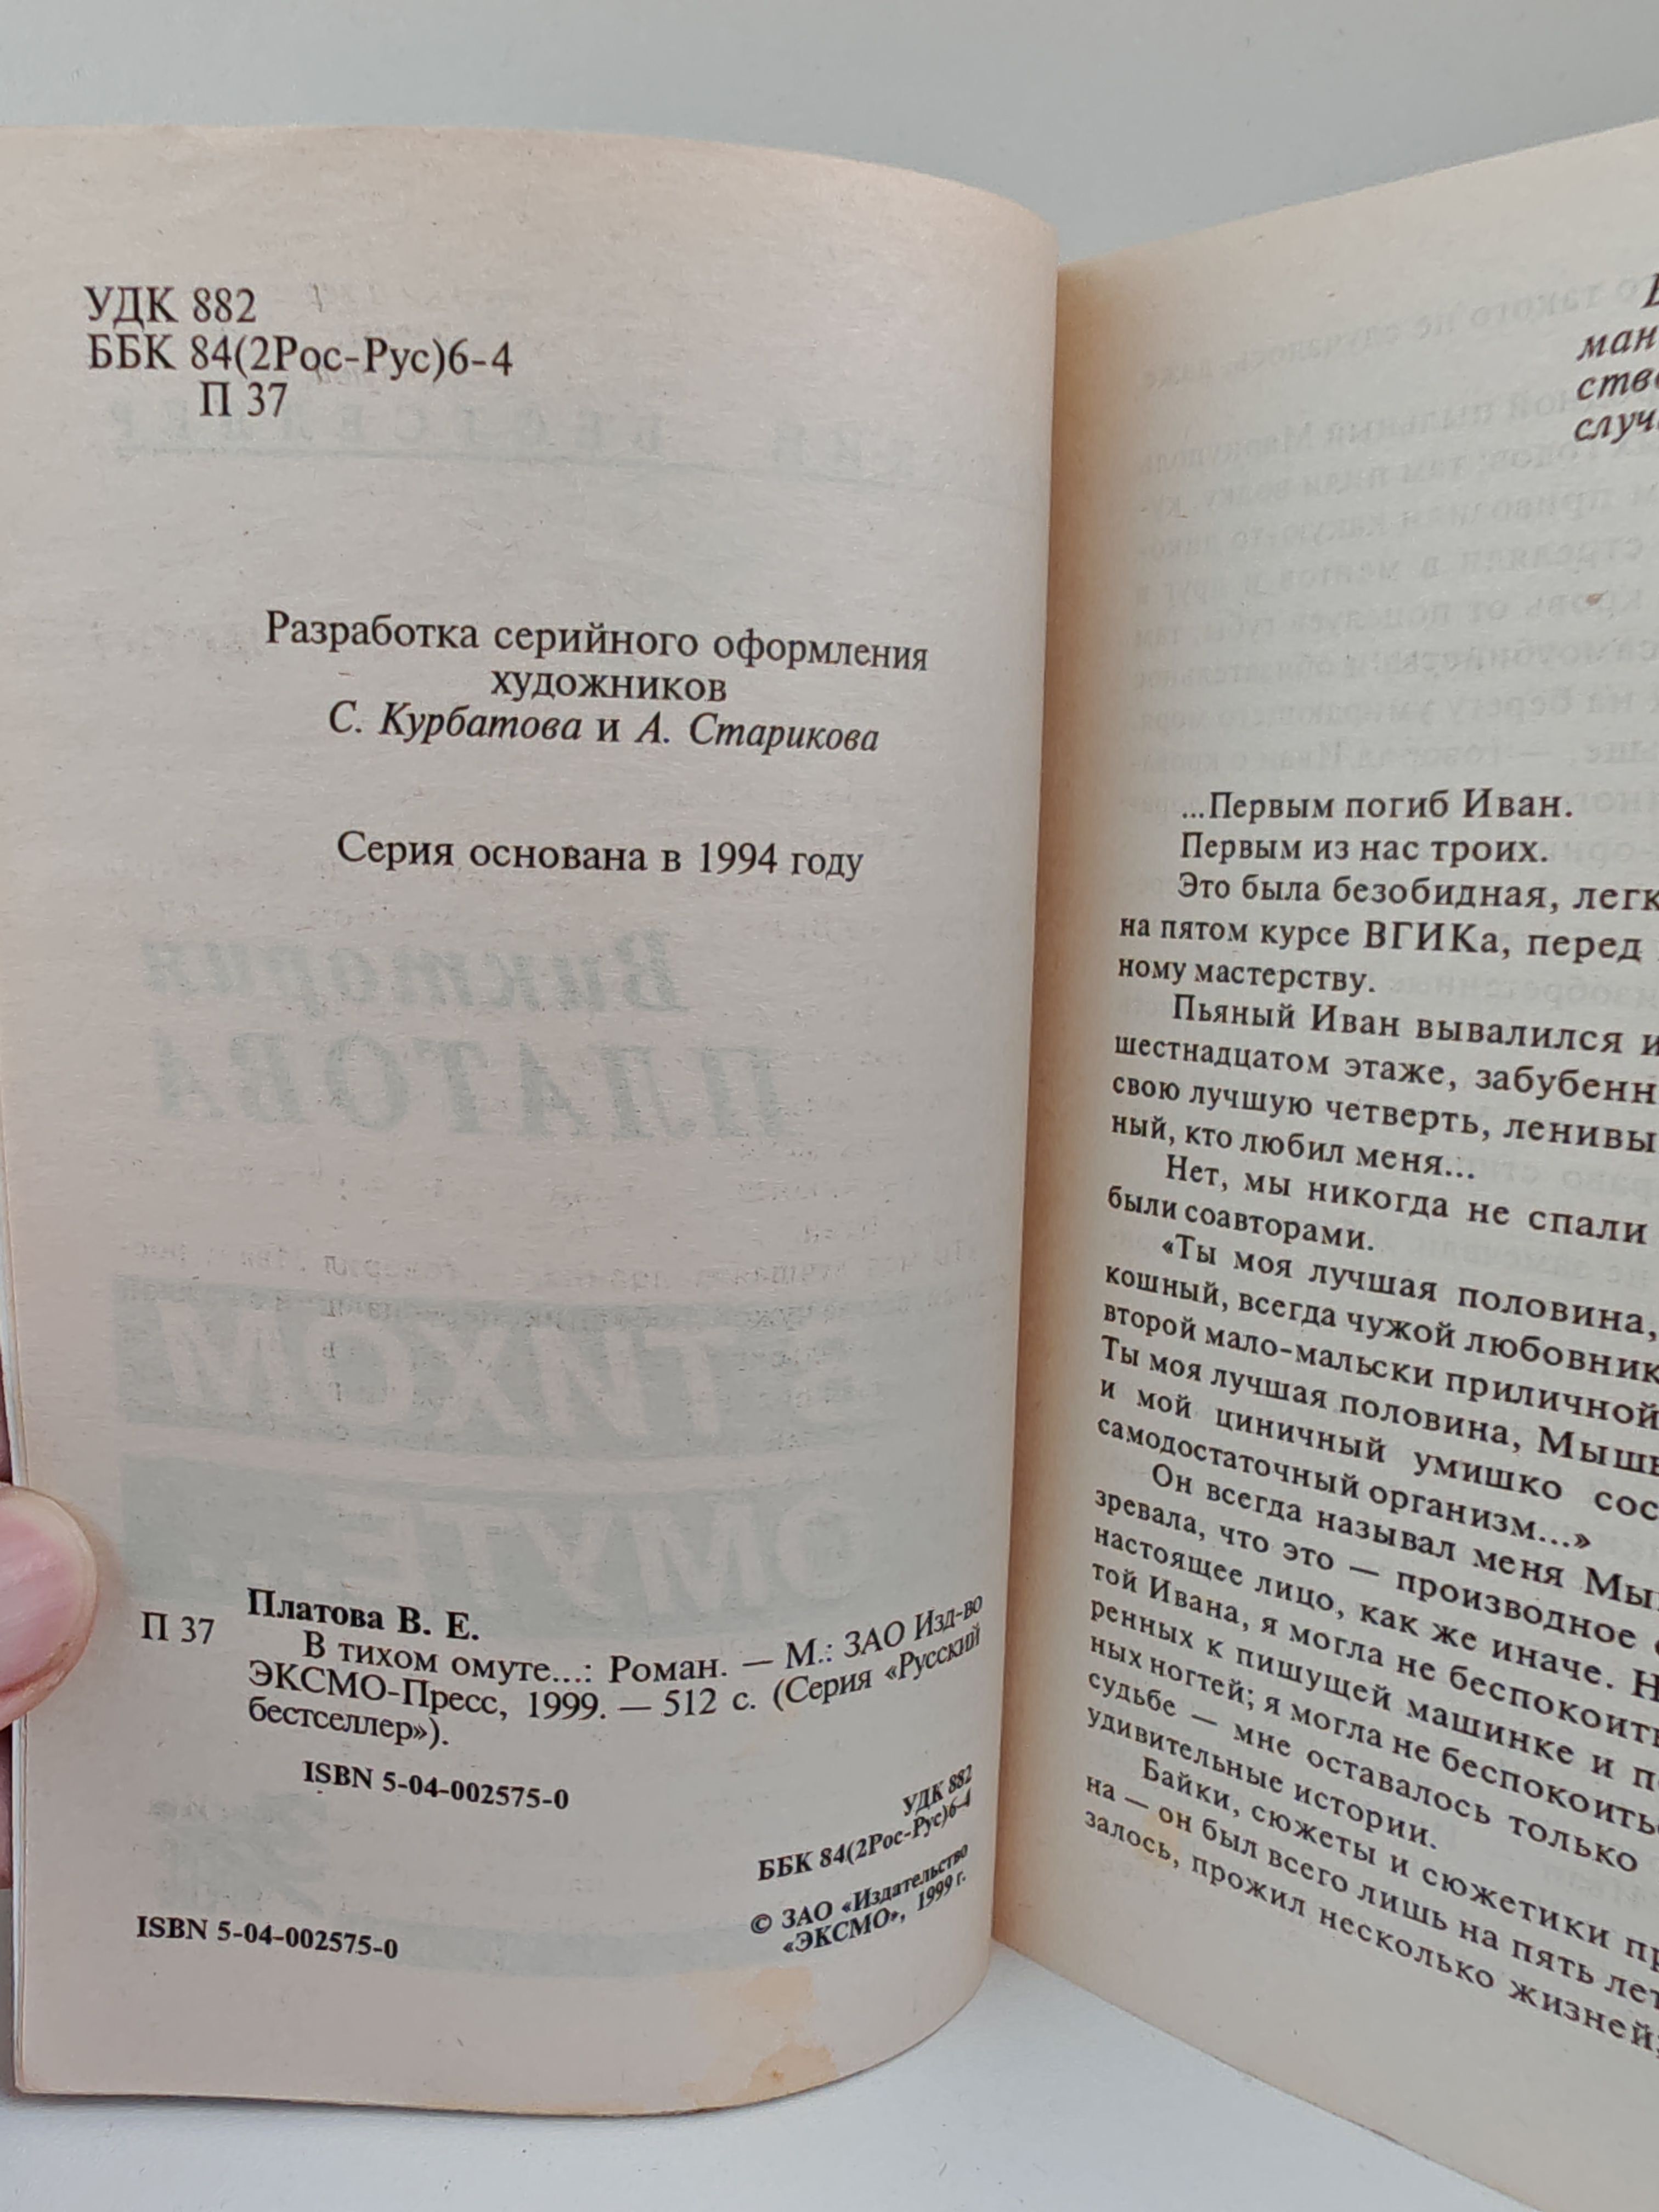 УДК 882
ББК 84(2Рос-Рус)6-4
П 37
Разработка серийного оформления
художников
С. Курбатова и А. Старикова
Серия основана в 1994 году
Платова В. Е.
П 37 В тихом омуте...: Роман. — М.: ЗАО Изд-во
ЭКСМО-Пресс, 1999. — 512 с. (Серия «Русский
бестселлер»).
ISBN 5-04-002575-0
УДК 882
ББК 84(2Рос-Рус)6-4
© ЗАО «Издательство
«ЭКСМО», 1999 г.
ISBN 5-04-002575-0
ман
ство
случ
...Первым погиб Иван.
Первым из нас троих.
Это была безобидная, легк
на пятом курсе ВГИКа, перед
ному мастерству.
Пьяный Иван вывалился и
шестнадцатом этаже, забубенн
свою лучшую четверть, ленивы
ный, кто любил меня...
Нет, мы никогда не спали
были соавторами.
«Ты моя лучшая половина,
кошный, всегда чужой любовник
второй мало-мальски приличной
Ты моя лучшая половина, Мышь
и мой циничный умишко сос
самодостаточный организм...»
Он всегда называл меня Мы
зревала, что это — производное
настоящее лицо, как же иначе. Н
той Ивана, я могла не беспокоить
ренных к пишущей машинке и п
ных ногтей; я могла не беспокоить
судьбе — мне оставалось только
удивительные истории.
Байки, сюжеты и сюжетики пр
на — он был всего лишь на пять лет
залось, прожил несколько жизней;